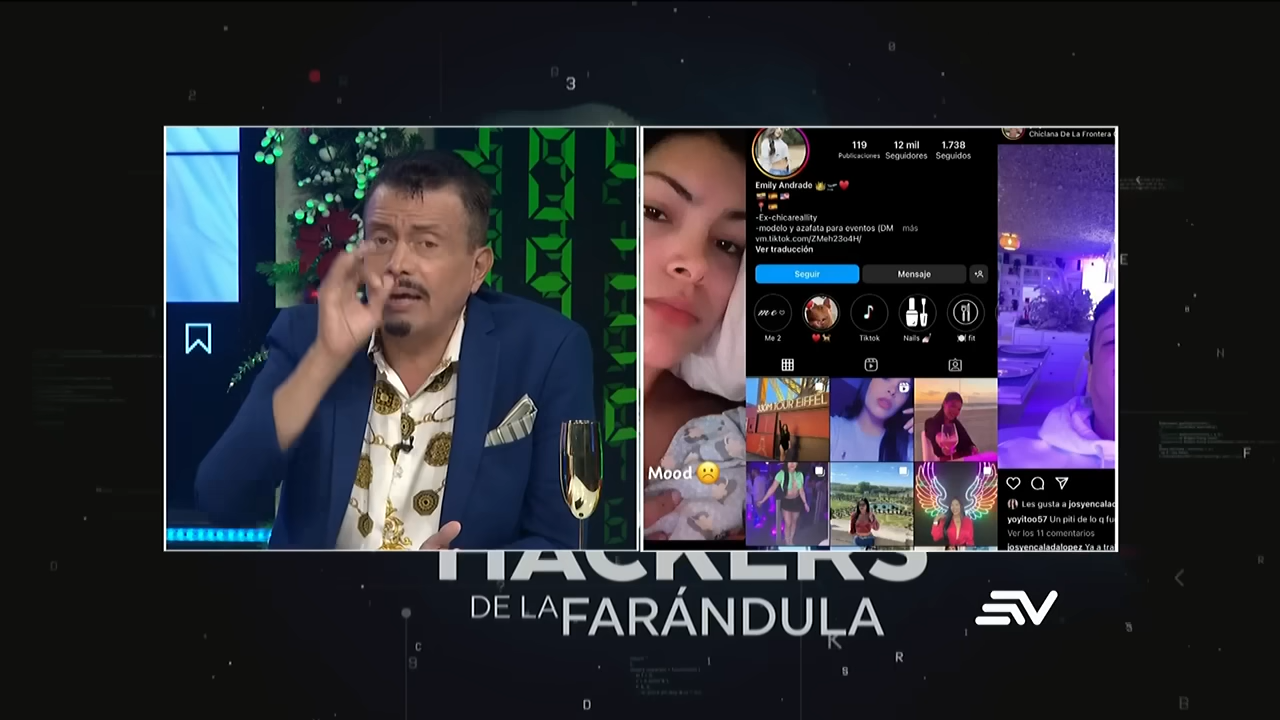 119
12 mil
1.738
Publicaciones
Seguidores
Seguidos
Emily Andrade
-Ex-chicareallity
-modelo y azafata para eventos (DM más
vm.tiktok.com/ZMeh23o4H/
Ver traducción
Seguir
Mensaje
Me 2
Tiktok
Nails
fit
Mood
Chiclana De La Frontera
Les gusta a josyencalad
yoyitoo57 Un piti de lo q fu
Ver los 11 comentarios
josyencaladalopez Ya a tra
HACKERS
DE LA FARÁNDULA
EV